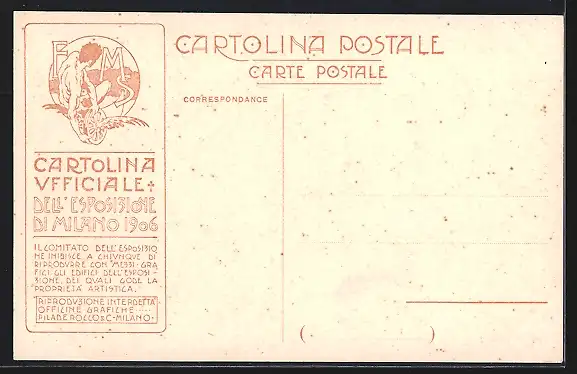 E M S
CARTOLINA
VFFICIALE
DELL'ESPOSIZIONE
DI MILANO 1906
IL COMITATO DELL'ESPOSIZIO
NE INIBISCE A CHIVNQVE DI
RIPRODVRRE CON MEZZI GRA
FICI GLI EDIFICI DELL'ESPOSI-
ZIONE, DEI QVALI GODE LA
PROPRIETÀ ARTISTICA.
RIPRODVZIONE INTERDETTA
OFFICINE GRAFICHE
PILADE ROCCO & C-MILANO-
CARTOLINA POSTALE
CARTE POSTALE
CORRESPONDANCE
( )